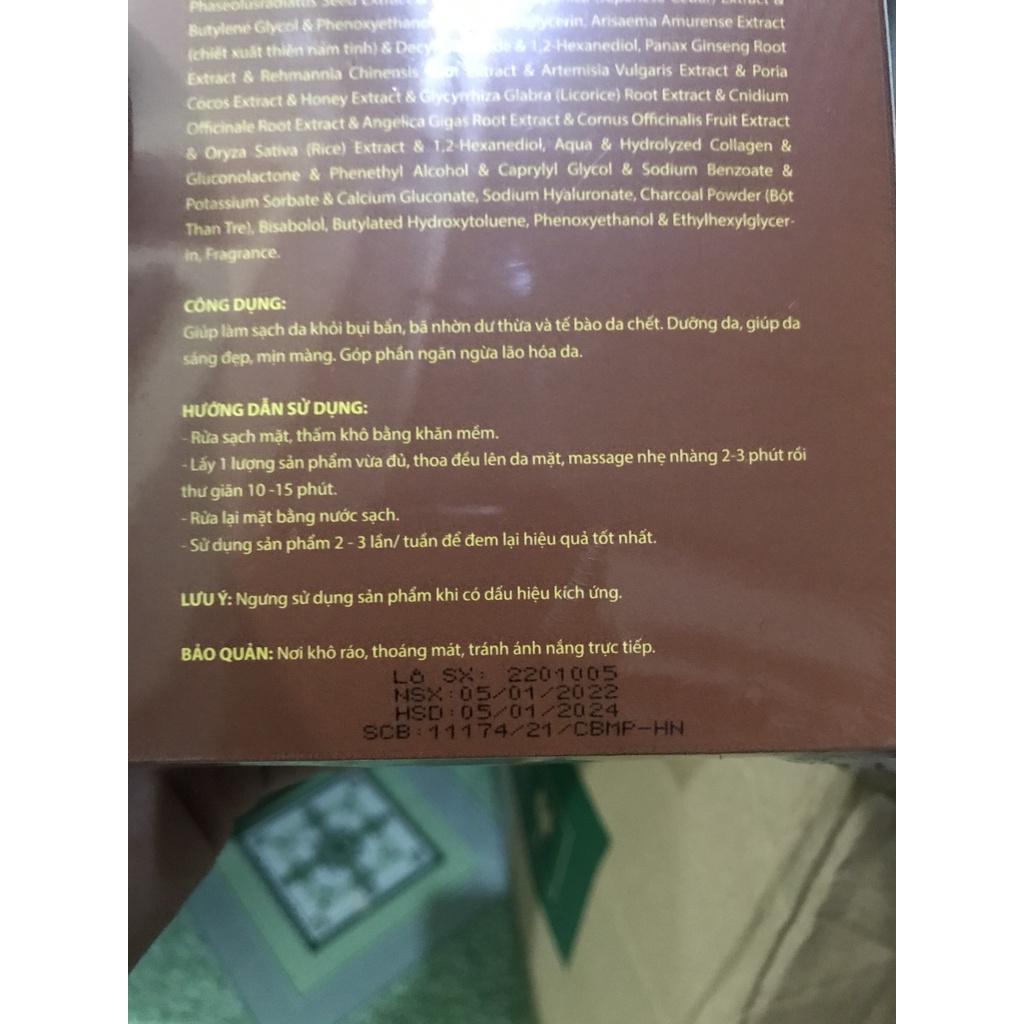 Phaseolusradiatus Seed Extract &
Butylene Glycol & Phenoxyethanol Arisaema Amurense Extract
(chiết xuất thiên nam tinh) & & 1,2-Hexanediol, Panax Ginseng Root
Extract & Rehmannia Chinensis Root Extract & Artemisia Vulgaris Extract & Poria
Cocos Extract & Honey Extract & Glycyrrhiza Glabra (Licorice) Root Extract & Cnidium
Officinale Root Extract & Angelica Gigas Root Extract & Cornus Officinalis Fruit Extract
& Oryza Sativa (Rice) Extract & 1,2-Hexanediol, Aqua & Hydrolyzed Collagen &
Gluconolactone & Phenethyl Alcohol & Caprylyl Glycol & Sodium Benzoate &
Potassium Sorbate & Calcium Gluconate, Sodium Hyaluronate, Charcoal Powder (Bột
Than Tre), Bisabolol, Butylated Hydroxytoluene, Phenoxyethanol & Ethylhexylglycer-
in, Fragrance.
CÔNG DỤNG:
Giúp làm sạch da khỏi bụi bẩn, bã nhờn dư thừa và tế bào da chết. Dưỡng da, giúp da
sáng đẹp, mịn màng. Góp phần ngăn ngừa lão hóa da.
HƯỚNG DẪN SỬ DỤNG:
- Rửa sạch mặt, thấm khô bằng khăn mềm.
- Lấy 1 lượng sản phẩm vừa đủ, thoa đều lên da mặt, massage nhẹ nhàng 2-3 phút rồi
thư giãn 10 -15 phút.
- Rửa lại mặt bằng nước sạch.
- Sử dụng sản phẩm 2 - 3 lần/ tuần để đem lại hiệu quả tốt nhất.
LƯU Ý: Ngưng sử dụng sản phẩm khi có dấu hiệu kích ứng.
BẢO QUẢN: Nơi khô ráo, thoáng mát, tránh ánh nắng trực tiếp.
Lô SX: 2201005
NSX:05/01/2022
HSD:05/01/2024
SCB:11174/21/CBMP-HN